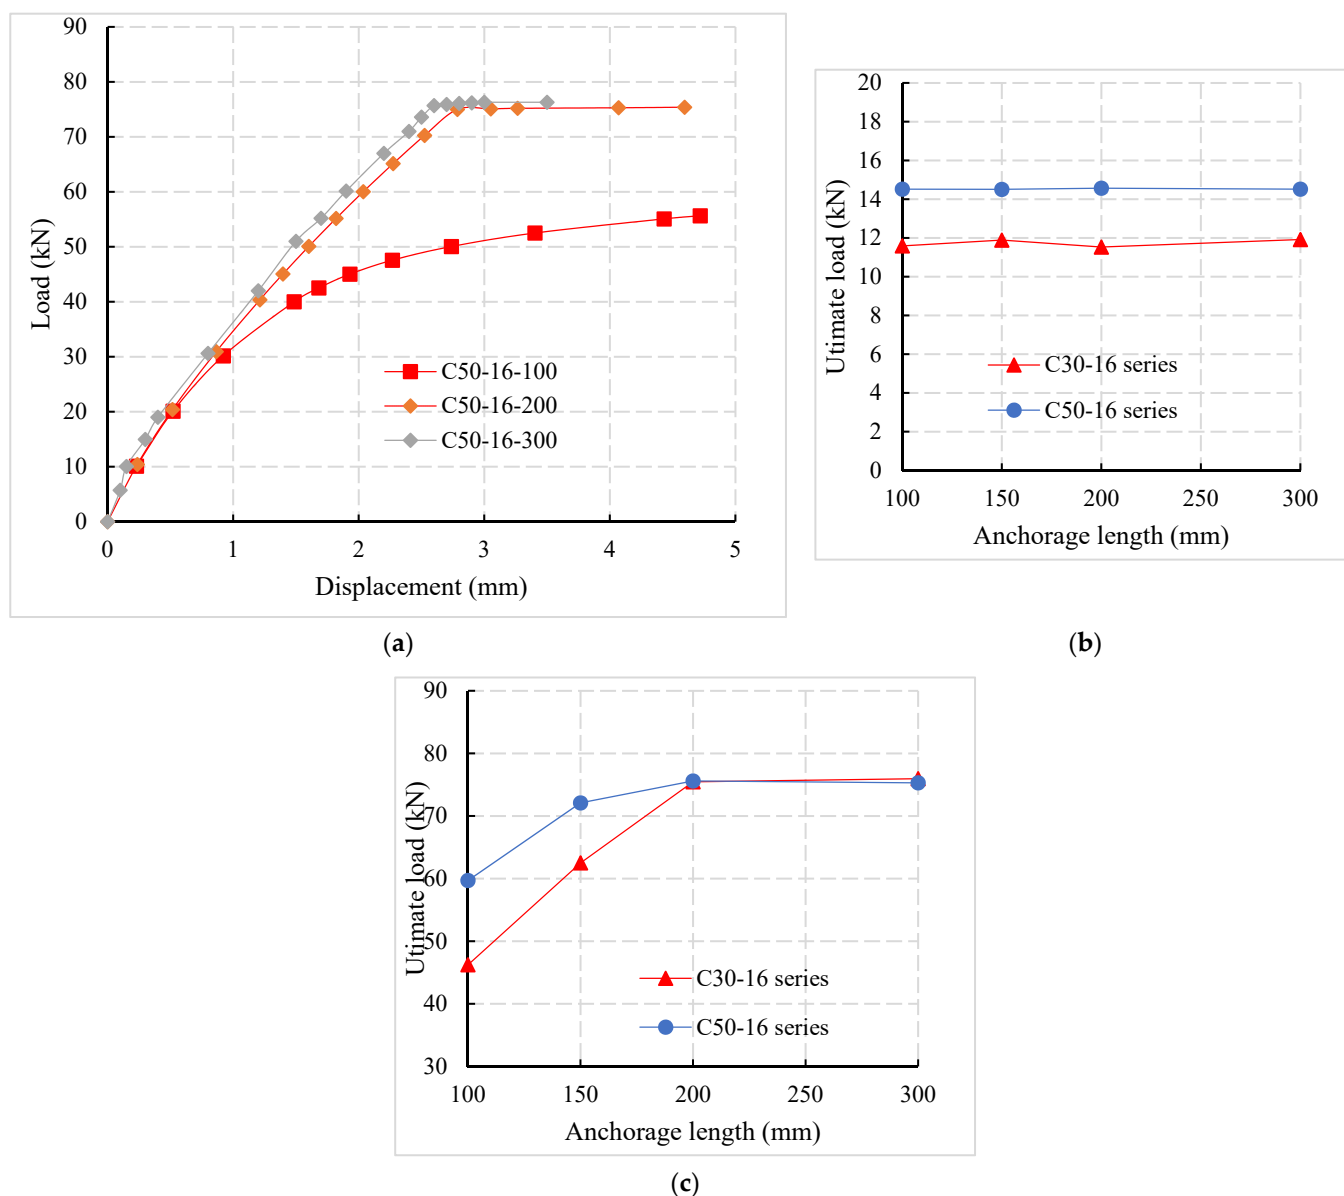 90
80
70
60
50
40
30
20
10
0
Load (kN)
C50-16-100
C50-16-200
C50-16-300
0 1 2 3 4 5
Displacement (mm)
(a)
20
18
16
14
12
10
8
6
4
2
0
Utimate load (kN)
C30-16 series
C50-16 series
100 150 200 250 300
Anchorage length (mm)
(b)
90
80
70
60
50
40
30
Utimate load (kN)
C30-16 series
C50-16 series
100 150 200 250 300
Anchorage length (mm)
(c)